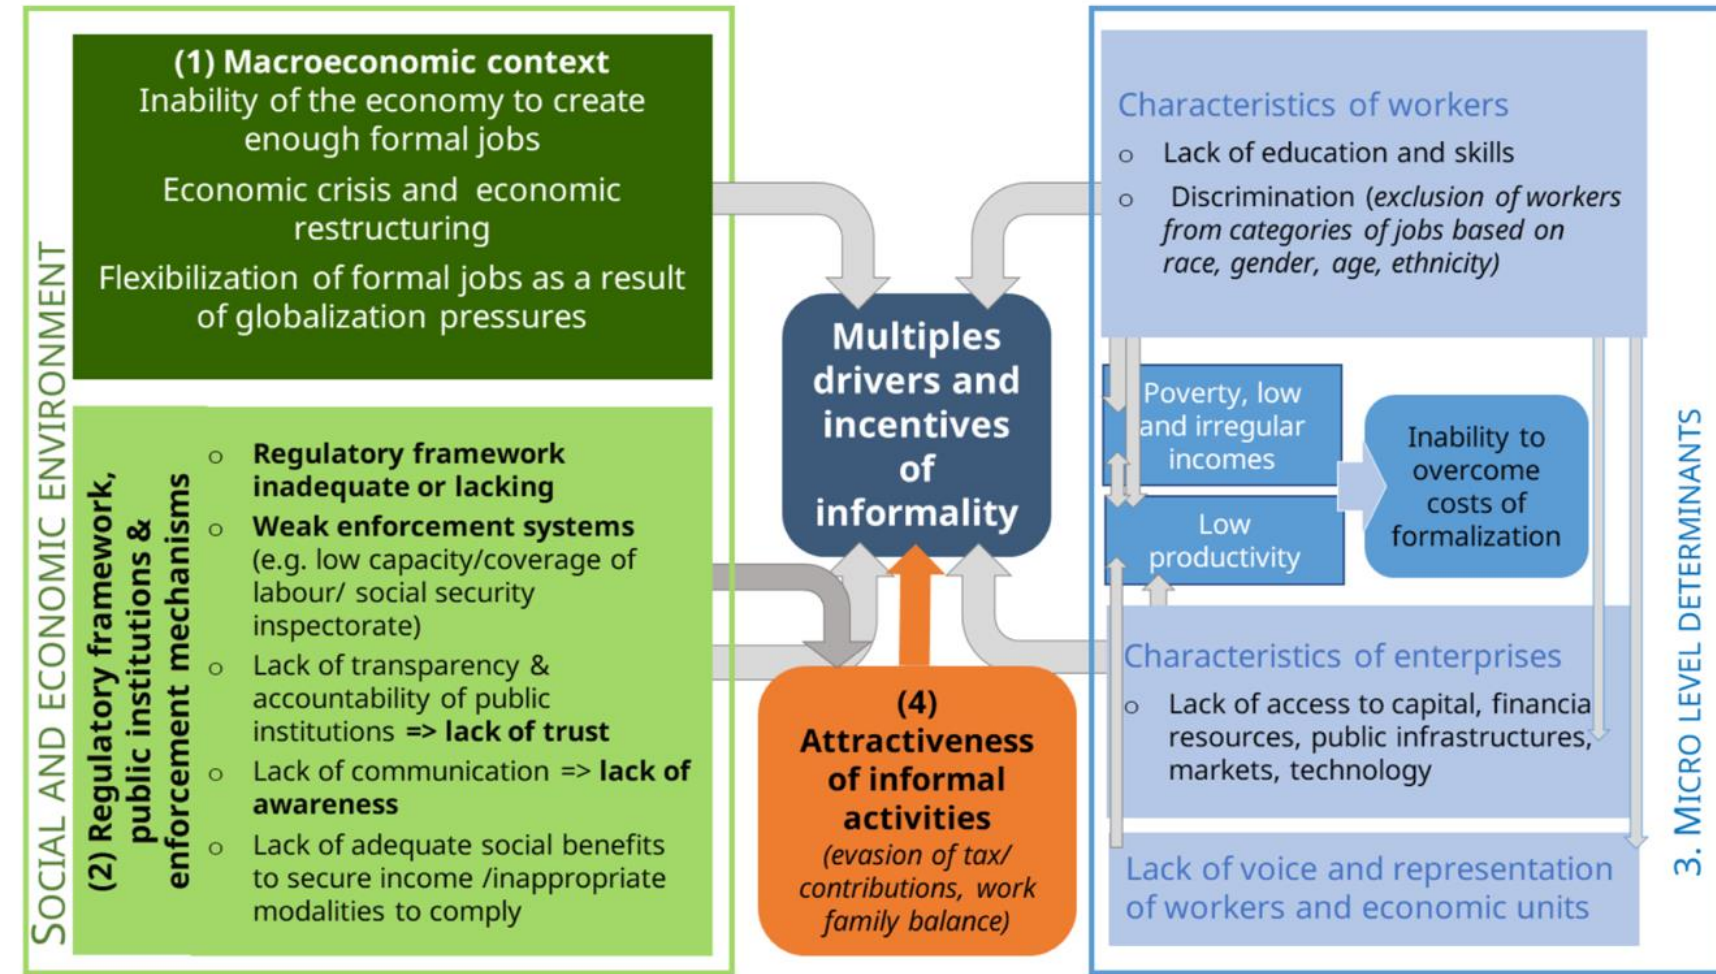 SOCIAL AND ECONOMIC ENVIRONMENT
(1) Macroeconomic context
Inability of the economy to create
enough formal jobs
Economic crisis and economic
restructuring
Flexibilization of formal jobs as a result
of globalization pressures
(2) Regulatory framework,
public institutions &
enforcement mechanisms
o Regulatory framework
inadequate or lacking
o Weak enforcement systems
(e.g. low capacity/coverage of
labour/ social security
inspectorate)
o Lack of transparency &
accountability of public
institutions => lack of trust
o Lack of communication => lack of
awareness
o Lack of adequate social benefits
to secure income /inappropriate
modalities to comply
Multiples
drivers and
incentives
of
informality
(4)
Attractiveness
of informal
activities
(evasion of tax/
contributions, work
family balance)
3. MICRO LEVEL DETERMINANTS
Characteristics of workers
o Lack of education and skills
o Discrimination (exclusion of workers
from categories of jobs based on
race, gender, age, ethnicity)
Poverty, low
and irregular
incomes
Low
productivity
Inability to
overcome
costs of
formalization
Characteristics of enterprises
o Lack of access to capital, financia
resources, public infrastructures,
markets, technology
Lack of voice and representation
of workers and economic units